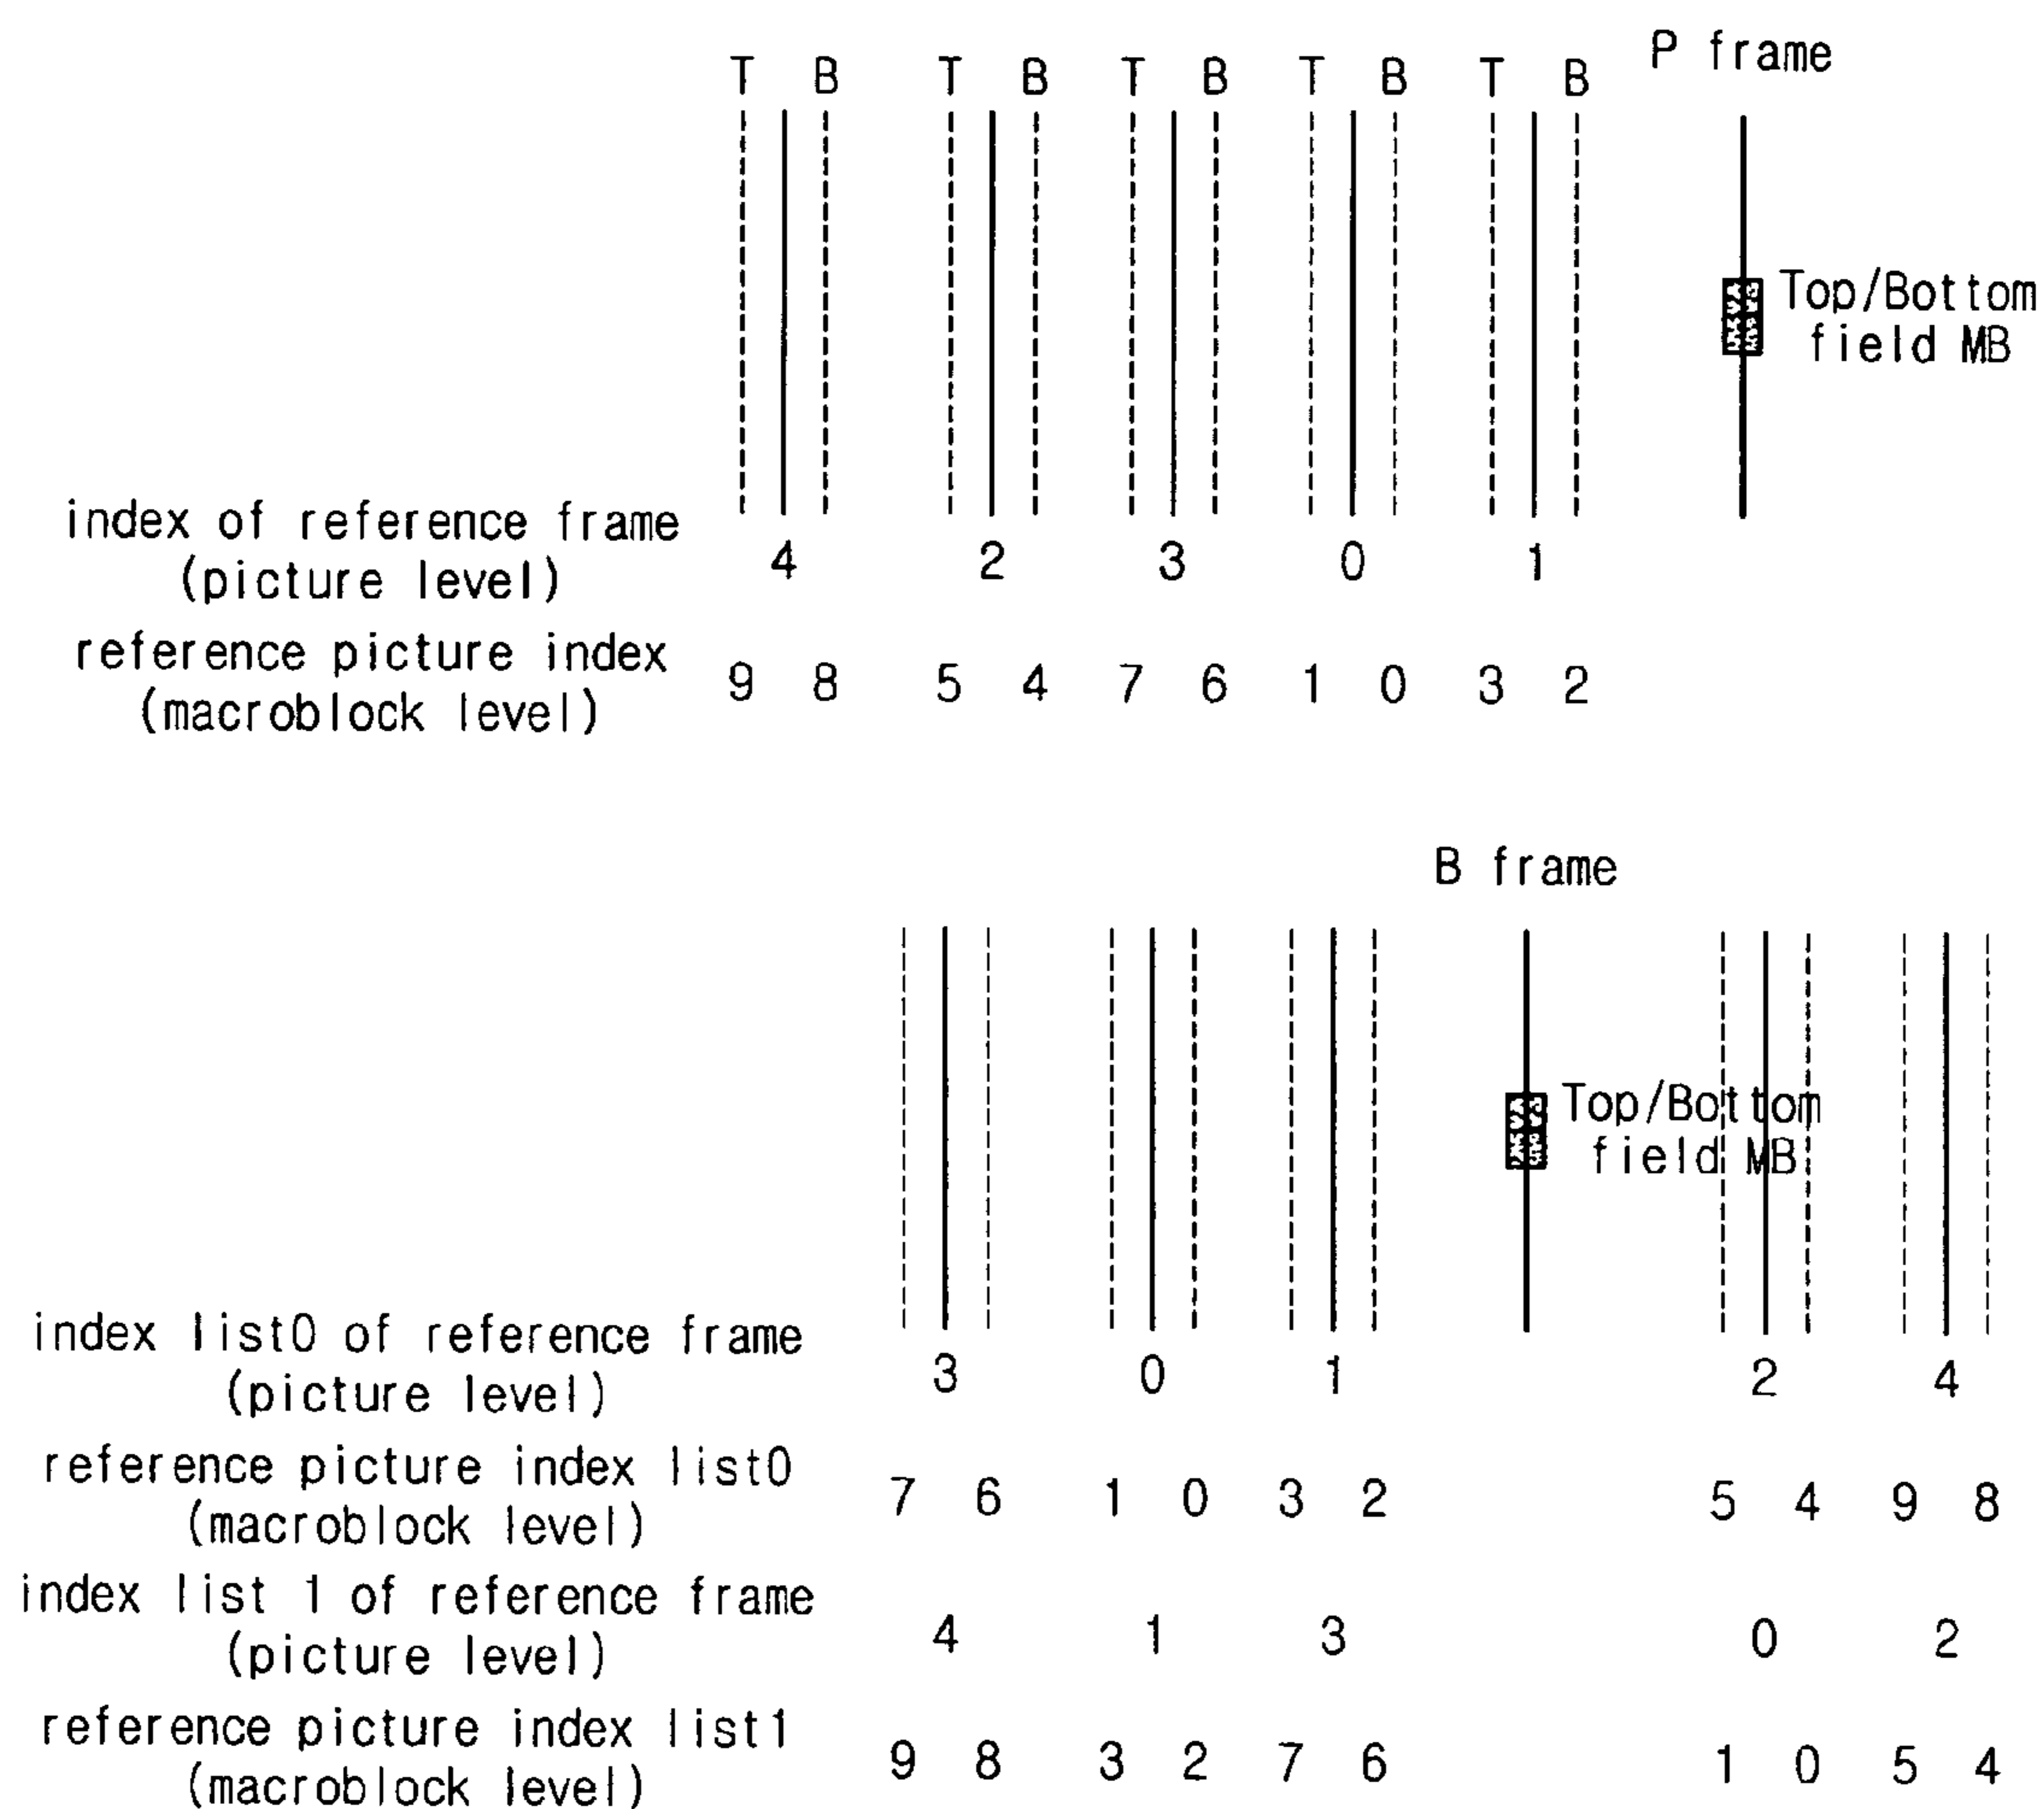 P frame
T B T B T B T B T B
Top/Bottom
field MB
index of reference frame
(picture level)
4 2 3 0 1
reference picture index
(macroblock level)
9 8 5 4 7 6 1 0 3 2
B frame
Top/Bottom
field MB
index list0 of reference frame
(picture level)
3 0 1 2 4
reference picture index list0
(macroblock level)
7 6 1 0 3 2 5 4 9 8
index list 1 of reference frame
(picture level)
4 1 3 0 2
reference picture index list1
(macroblock level)
9 8 3 2 7 6 1 0 5 4